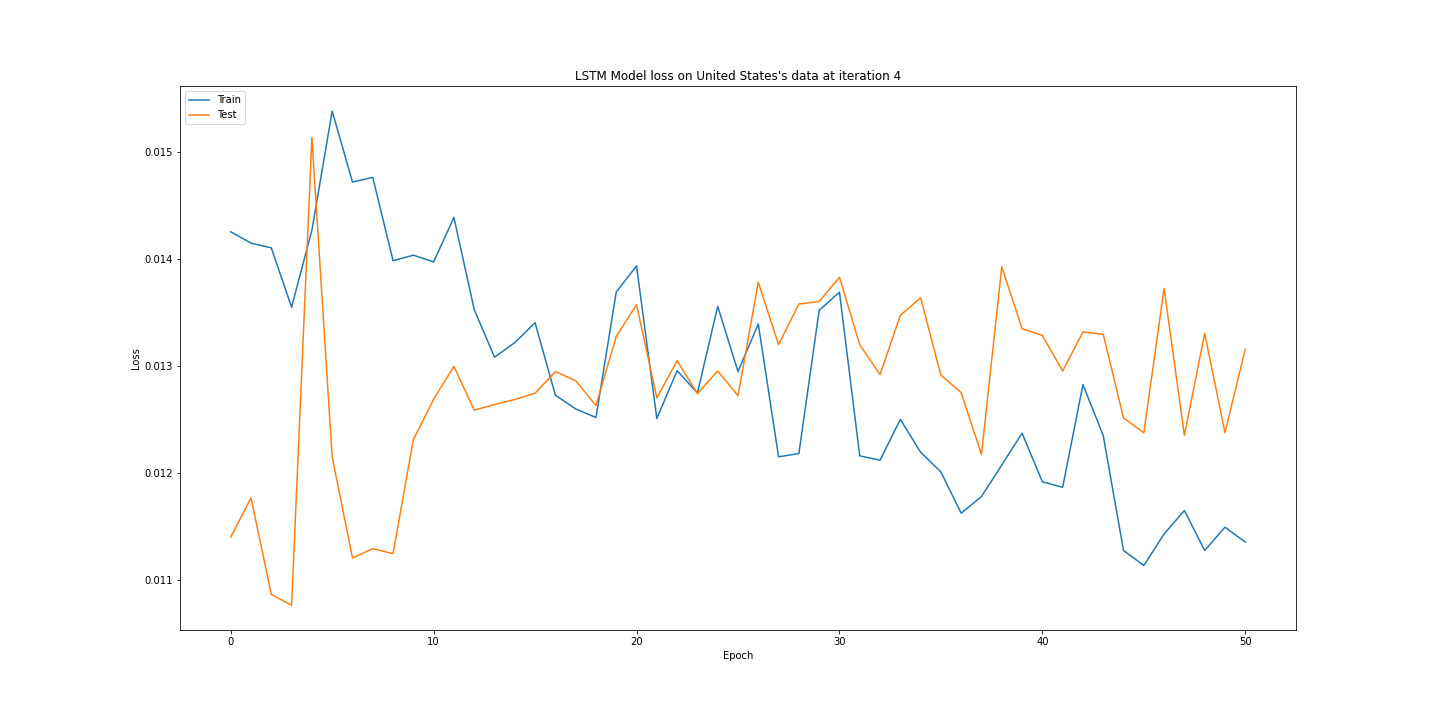 LSTM Model loss on United States's data at iteration 4
Train
Test
0.015
0.014
0.013
0.012
0.011
Loss
0 10 20 30 40 50
Epoch